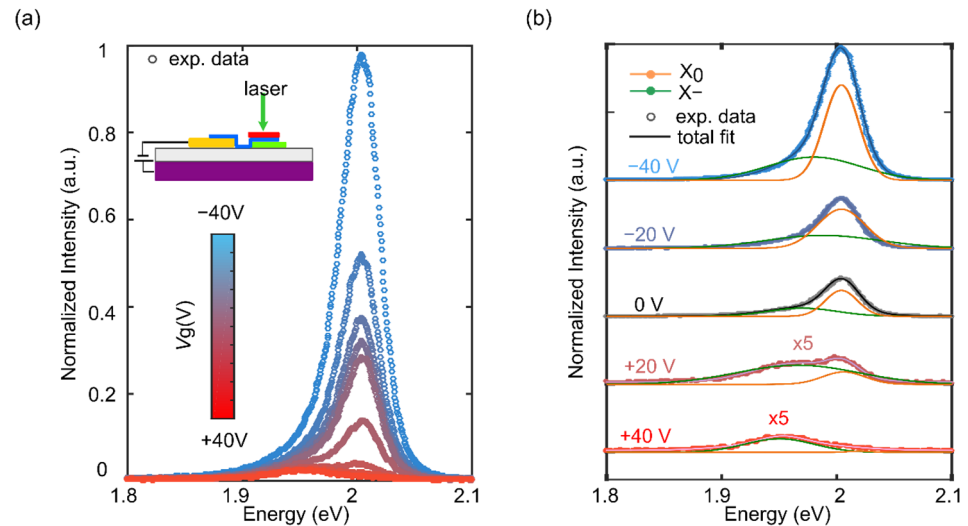 (a)
Normalized Intensity (a.u.)
1
0.8
0.6
0.4
0.2
0
exp. data
laser
−40V
Vg(V)
+40V
1.8
1.9
2
2.1
Energy (eV)
(b)
Normalized Intensity (a.u.)
X0
X−
exp. data
total fit
−40 V
−20 V
0 V
x5
+20 V
x5
+40 V
1.8
1.9
2
2.1
Energy (eV)